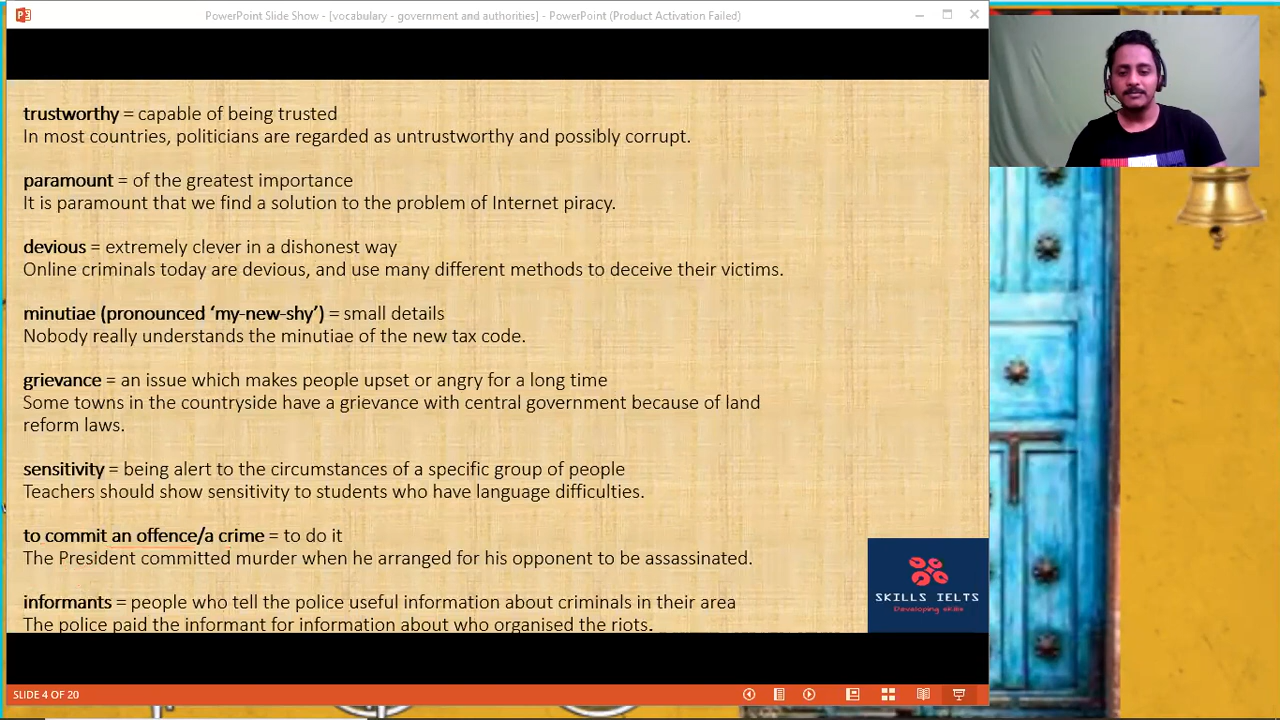 PowerPoint Slide Show - [vocabulary - government and authorities] - PowerPoint (Product Activation Failed)
trustworthy = capable of being trusted
In most countries, politicians are regarded as untrustworthy and possibly corrupt.
paramount = of the greatest importance
It is paramount that we find a solution to the problem of Internet piracy.
devious = extremely clever in a dishonest way
Online criminals today are devious, and use many different methods to deceive their victims.
minutiae (pronounced ‘my-new-shy’) = small details
Nobody really understands the minutiae of the new tax code.
grievance = an issue which makes people upset or angry for a long time
Some towns in the countryside have a grievance with central government because of land
reform laws.
sensitivity = being alert to the circumstances of a specific group of people
Teachers should show sensitivity to students who have language difficulties.
to commit an offence/a crime = to do it
The President committed murder when he arranged for his opponent to be assassinated.
informants = people who tell the police useful information about criminals in their area
The police paid the informant for information about who organised the riots.
SKILLS IELTS
Developing skills
SLIDE 4 OF 20